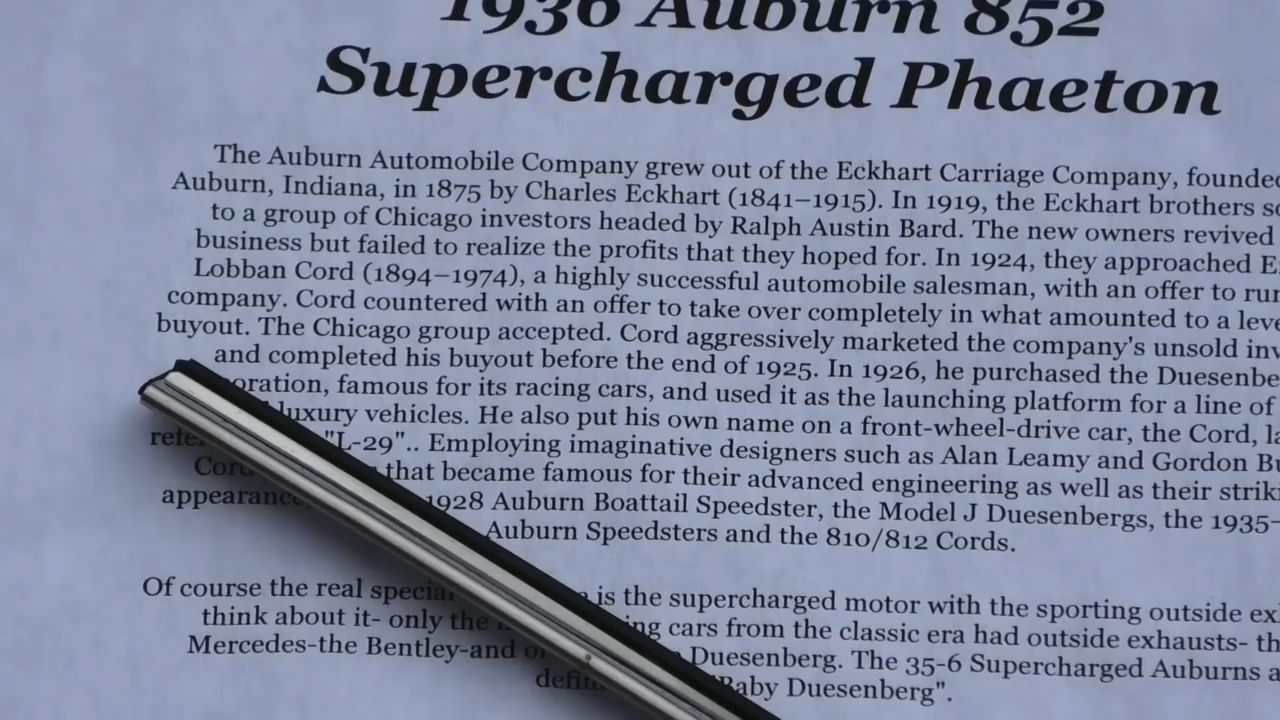 1936 Auburn 852
Supercharged Phaeton
The Auburn Automobile Company grew out of the Eckhart Carriage Company, founded
Auburn, Indiana, in 1875 by Charles Eckhart (1841–1915). In 1919, the Eckhart brothers
to a group of Chicago investors headed by Ralph Austin Bard. The new owners revived
business but failed to realize the profits that they hoped for. In 1924, they approached
Lobban Cord (1894–1974), a highly successful automobile salesman, with an offer to run
company. Cord countered with an offer to take over completely in what amounted to a
buyout. The Chicago group accepted. Cord aggressively marketed the company's unsold
and completed his buyout before the end of 1925. In 1926, he purchased the
famous for its racing cars, and used it as the launching platform for a line of
luxury vehicles. He also put his own name on a front-wheel-drive car, the Cord,
"L-29".. Employing imaginative designers such as Alan Leamy and Gordon
Cord that became famous for their advanced engineering as well as their
appearance 1928 Auburn Boattail Speedster, the Model J Duesenbergs, the 1935-
Auburn Speedsters and the 810/812 Cords.
Of course the real is the supercharged motor with the sporting outside
think about it- only the cars from the classic era had outside exhausts-
Mercedes-the Bentley-and Duesenberg. The 35-6 Supercharged Auburns
"Baby Duesenberg".